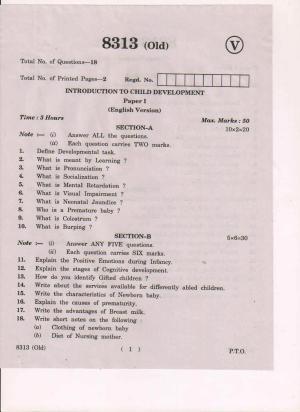 8313 (Old)
V
Total No. of Questions—18
Total No. of Printed Pages—2 Regd. No.
INTRODUCTION TO CHILD DEVELOPMENT
Paper I
(English Version)
Time : 3 Hours Max. Marks : 50
SECTION-A 10×2=20
Note :— (i) Answer ALL the questions.
(ii) Each question carries TWO marks.
1. Define Developmental task.
2. What is meant by Learning ?
3. What is Pronunciation ?
4. What is Socialization ?
5. What is Mental Retardation ?
6. What is Visual Impairment ?
7. What is Neonatal Jaundice ?
8. Who is a Premature baby ?
9. What is Colostrum ?
10. What is Burping ?
SECTION-B 5×6=30
Note :— (i) Answer ANY FIVE questions.
(ii) Each question carries SIX marks.
11. Explain the Positive Emotions during Infancy.
12. Explain the stages of Cognitive development.
13. How do you identify Gifted children ?
14. Write about the services available for differently abled children.
15. Write the characteristics of Newborn baby.
16. Explain the causes of prematurity.
17. Write the advantages of Breast milk.
18. Write short notes on the following :
(a) Clothing of newborn baby
(b) Diet of Nursing mother.
8313 (Old) ( 1 ) P.T.O.